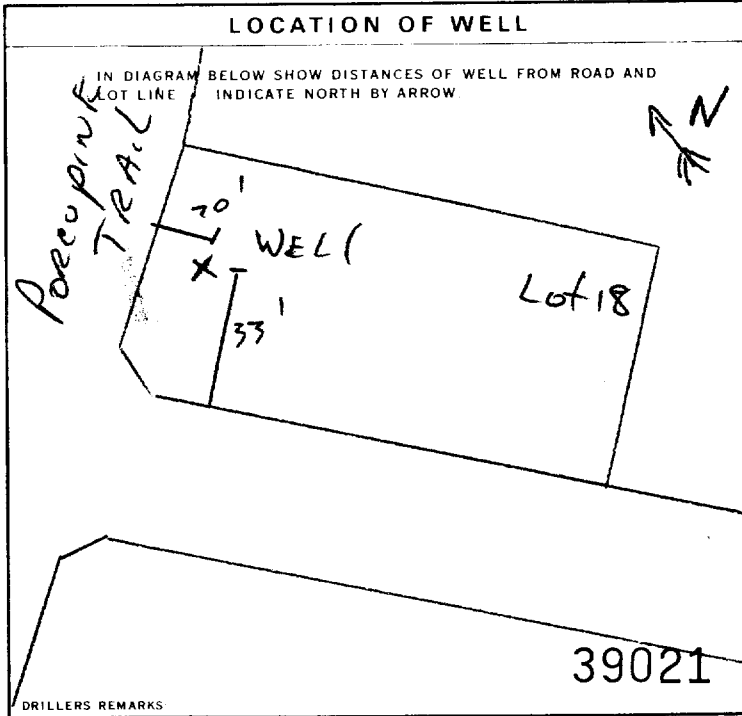 LOCATION OF WELL
IN DIAGRAM BELOW SHOW DISTANCES OF WELL FROM ROAD AND
LOT LINE INDICATE NORTH BY ARROW.
N
PORCUPINE
TRAIL
20'
X WELL
33'
Lot 18
39021
DRILLERS REMARKS